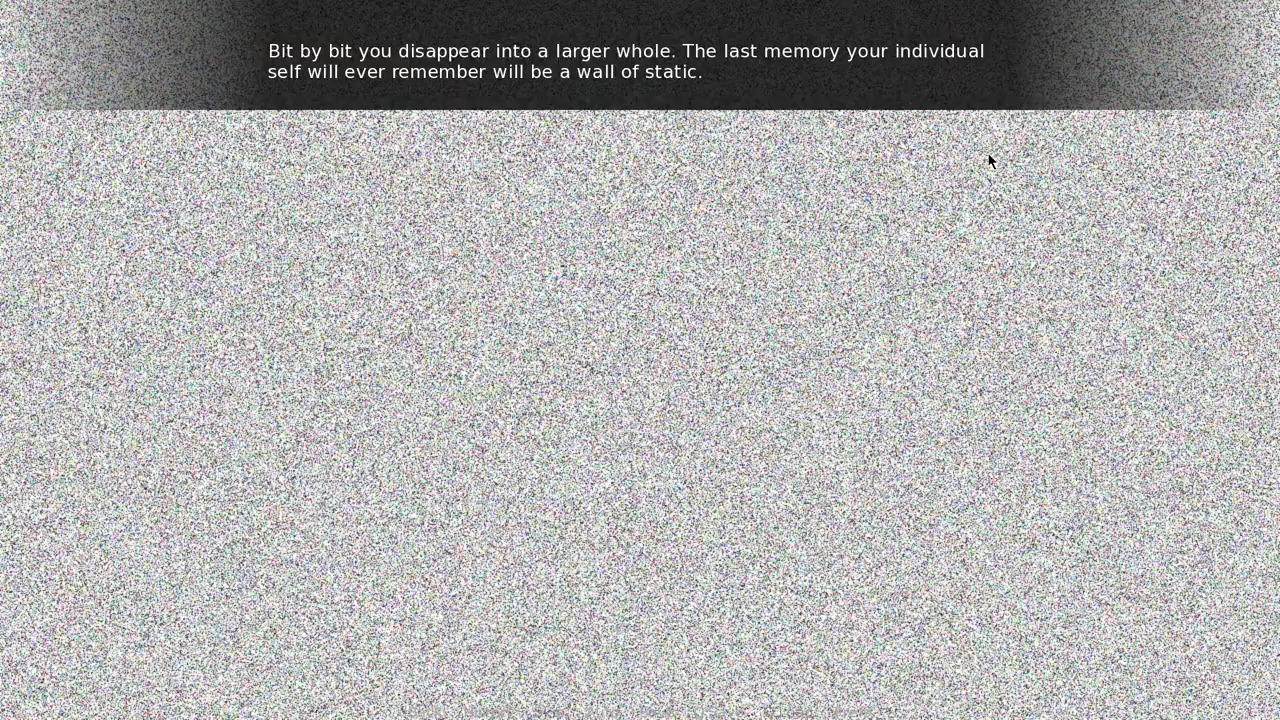 Bit by bit you disappear into a larger whole. The last memory your individual
self will ever remember will be a wall of static.